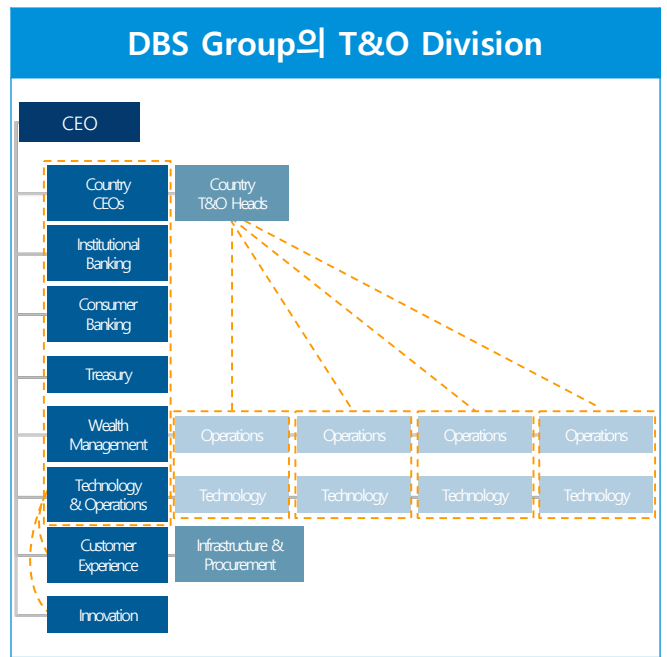 DBS Group의 T&O Division
CEO
Country
CEOs
Country
T&O Heads
Institutional
Banking
Consumer
Banking
Treasury
Wealth
Management
Operations
Operations
Operations
Operations
Technology
& Operations
Technology
Technology
Technology
Technology
Customer
Experience
Infrastructure &
Procurement
Innovation